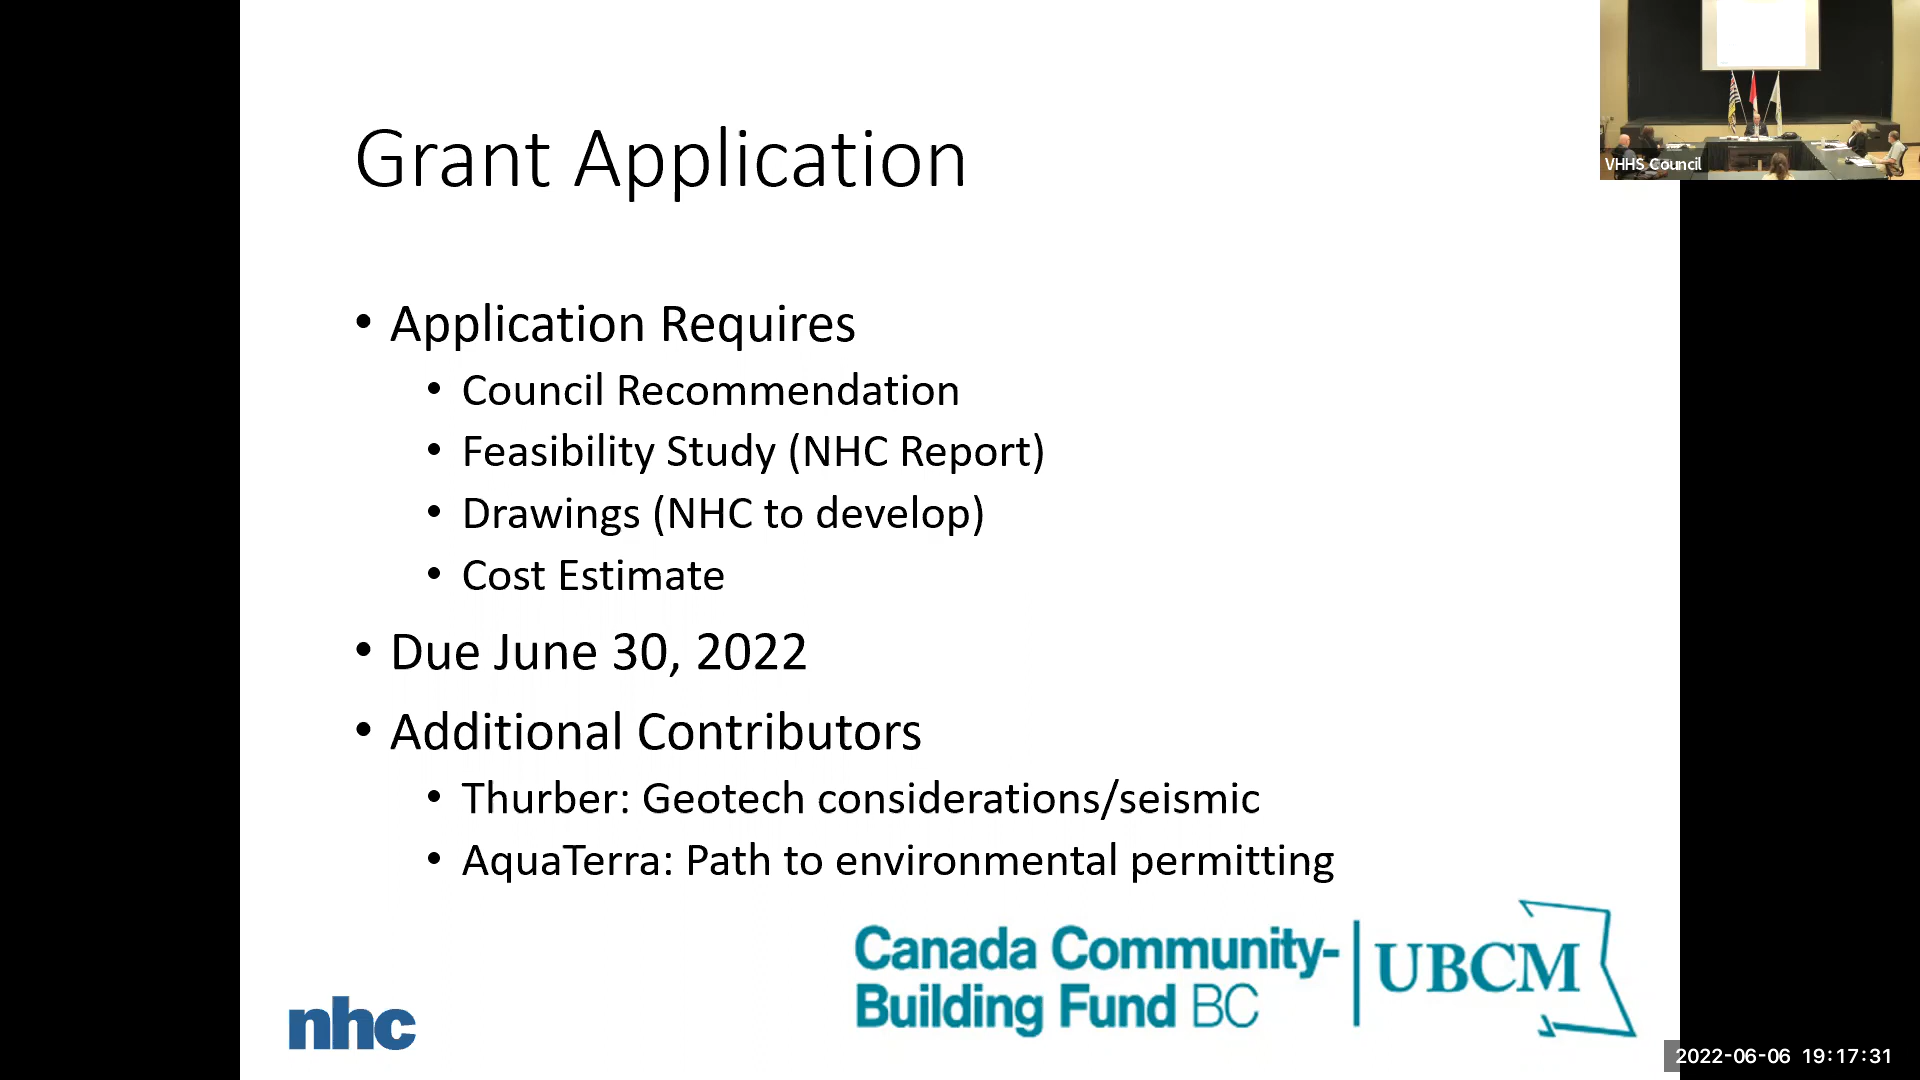 Grant Application
VHHS Council
• Application Requires
• Council Recommendation
• Feasibility Study (NHC Report)
• Drawings (NHC to develop)
• Cost Estimate
• Due June 30, 2022
• Additional Contributors
• Thurber: Geotech considerations/seismic
• AquaTerra: Path to environmental permitting
Canada Community-
Building Fund BC
UBCM
nhc
2022-06-06 19:17:31